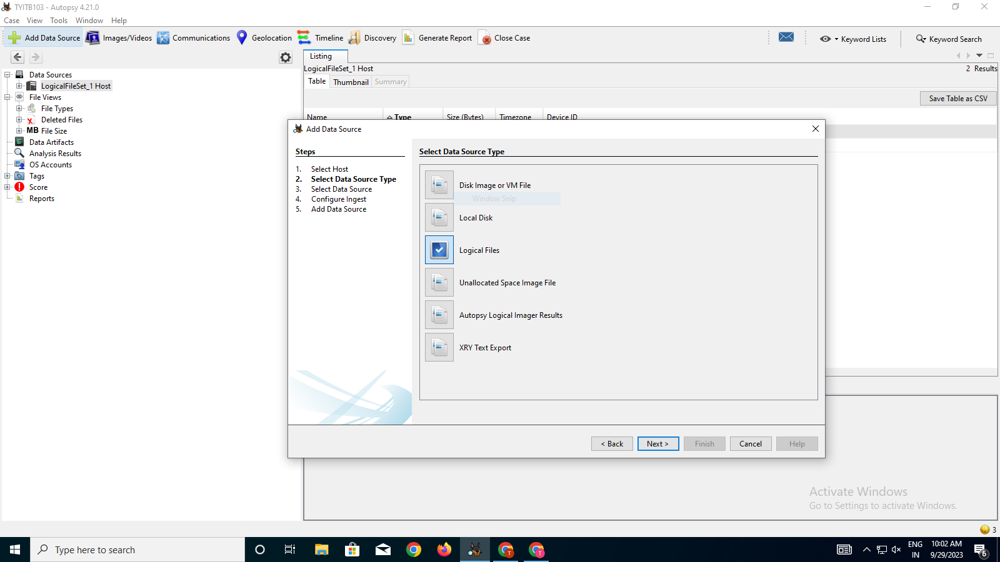 TYITB103 - Autopsy 4.21.0
Case View Tools Window Help
Add Data Source Images/Videos Communications Geolocation Timeline Discovery Generate Report Close Case Keyword Lists Keyword Search
Listing
LogicalFileSet_1 Host
2 Results
Table Thumbnail Summary
Save Table as CSV
Name Type Size (Bytes) Timezone Device ID
Data Sources
LogicalFileSet_1 Host
File Views
File Types
Deleted Files
MB File Size
Data Artifacts
Analysis Results
OS Accounts
Tags
Score
Reports
Add Data Source
Steps
1. Select Host
2. Select Data Source Type
3. Select Data Source
4. Configure Ingest
5. Add Data Source
Select Data Source Type
Disk Image or VM File
Window Snip
Local Disk
Logical Files
Unallocated Space Image File
Autopsy Logical Imager Results
XRY Text Export
< Back Next > Finish Cancel Help
Activate Windows
Go to Settings to activate Windows.
3
Type here to search
T
T
ENG
IN
10:02 AM
9/29/2023
6